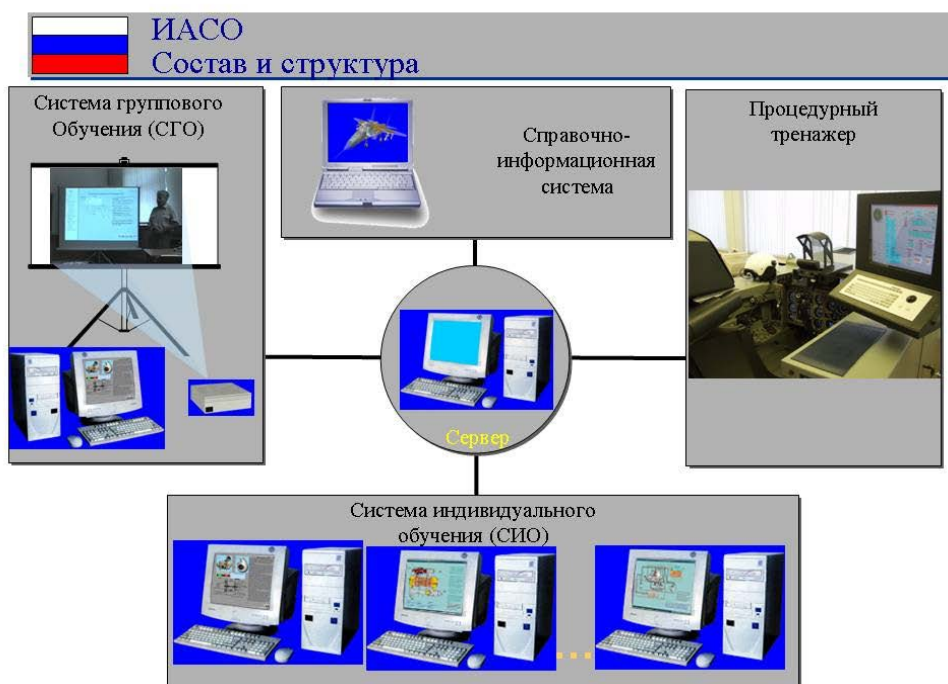 ИАСО
Состав и структура
Система группового
Обучения (СГО)
Справочно-
информационная
система
Процедурный
тренажер
Сервер
Система индивидуального
обучения (СИО)